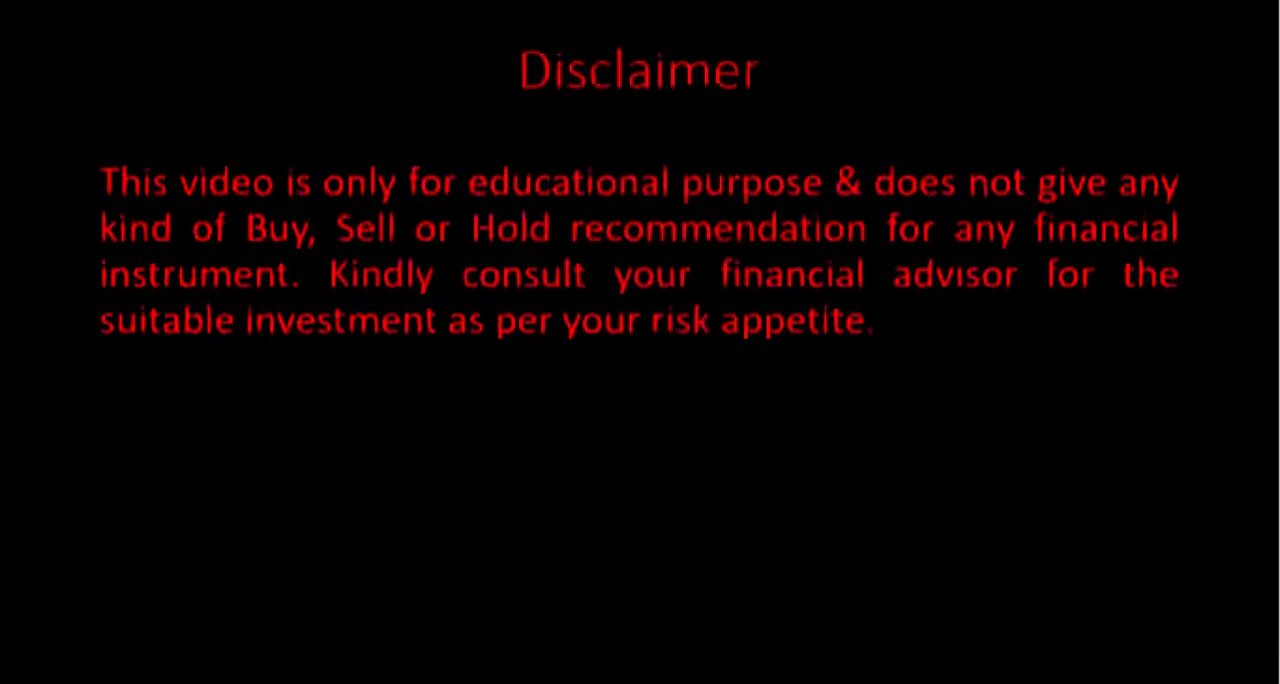 Disclaimer
This video is only for educational purpose & does not give any
kind of Buy, Sell or Hold recommendation for any financial
instrument. Kindly consult your financial advisor for the
suitable investment as per your risk appetite.